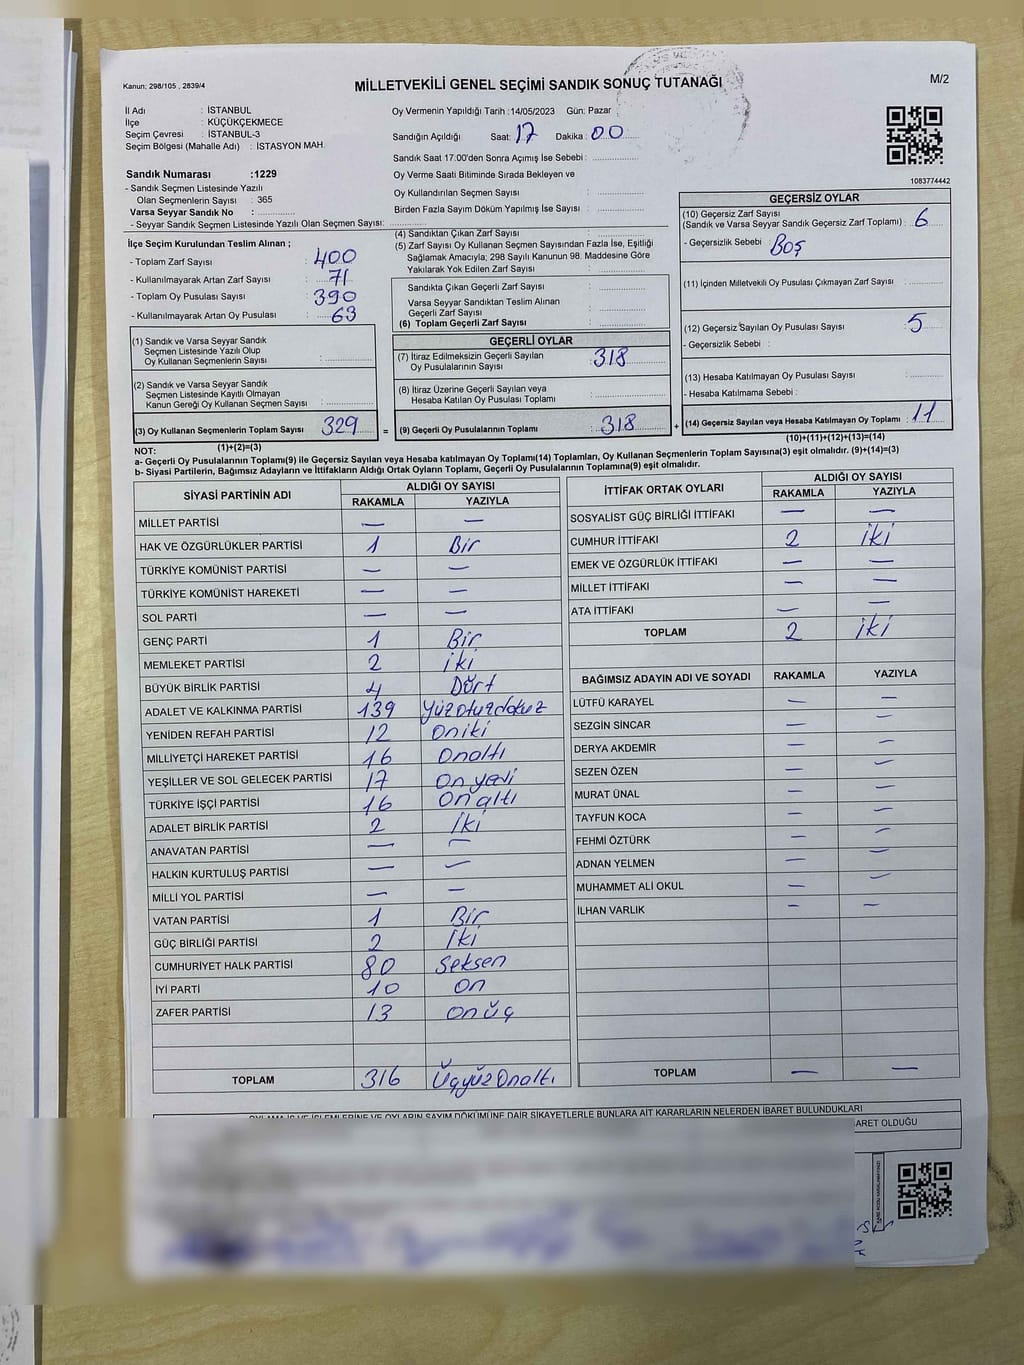 Kanun: 298/105 , 2839/4
MİLLETVEKİLİ GENEL SEÇİMİ SANDIK SONUÇ TUTANAĞI
M/2
İl Adı : İSTANBUL
İlçe : KÜÇÜKÇEKMECE
Seçim Çevresi : İSTANBUL-3
Seçim Bölgesi (Mahalle Adı) : İSTASYON MAH.
Sandık Numarası :1229
- Sandık Seçmen Listesinde Yazılı
Olan Seçmenlerin Sayısı : 365
Varsa Seyyar Sandık No :
- Seyyar Sandık Seçmen Listesinde Yazılı Olan Seçmen Sayısı:
Oy Vermenin Yapıldığı Tarih :14/05/2023 Gün: Pazar
Sandığın Açıldığı Saat: 17 Dakika: 00
Sandık Saat 17:00'den Sonra Açımış İse Sebebi :
Oy Verme Saati Bitiminde Sırada Bekleyen ve
Oy Kullandırılan Seçmen Sayısı :
Birden Fazla Sayım Döküm Yapılmış İse Sayısı :
1083774442
İlçe Seçim Kurulundan Teslim Alınan ;
- Toplam Zarf Sayısı : 400
- Kullanılmayarak Artan Zarf Sayısı : 71
- Toplam Oy Pusulası Sayısı : 390
- Kullanılmayarak Artan Oy Pusulası : 63
(1) Sandık ve Varsa Seyyar Sandık
Seçmen Listesinde Yazılı Olup
Oy Kullanan Seçmenlerin Sayısı :
(2) Sandık ve Varsa Seyyar Sandık
Seçmen Listesinde Kayıtlı Olmayan
Kanun Gereği Oy Kullanan Seçmen Sayısı :
(3) Oy Kullanan Seçmenlerin Toplam Sayısı : 329
(1)+(2)=(3)
(4) Sandıktan Çıkan Zarf Sayısı :
(5) Zarf Sayısı Oy Kullanan Seçmen Sayısından Fazla İse, Eşitliği
Sağlamak Amacıyla; 298 Sayılı Kanunun 98. Maddesine Göre
Yakılarak Yok Edilen Zarf Sayısı :
Sandıkta Çıkan Geçerli Zarf Sayısı :
Varsa Seyyar Sandıktan Teslim Alınan
Geçerli Zarf Sayısı :
(6) Toplam Geçerli Zarf Sayısı :
=
GEÇERLİ OYLAR
(7) İtiraz Edilmeksizin Geçerli Sayılan
Oy Pusulalarının Sayısı : 318
(8) İtiraz Üzerine Geçerli Sayılan veya
Hesaba Katılan Oy Pusulası Toplamı :
(9) Geçerli Oy Pusulalarının Toplamı : 318
+
GEÇERSİZ OYLAR
(10) Geçersiz Zarf Sayısı
(Sandık ve Varsa Seyyar Sandık Geçersiz Zarf Toplamı) : 6
- Geçersizlik Sebebi : Boş
(11) İçinden Milletvekili Oy Pusulası Çıkmayan Zarf Sayısı :
(12) Geçersiz Sayılan Oy Pusulası Sayısı : 5
- Geçersizlik Sebebi :
(13) Hesaba Katılmayan Oy Pusulası Sayısı :
- Hesaba Katılmama Sebebi :
(14) Geçersiz Sayılan veya Hesaba Katılmayan Oy Toplamı : 11
(10)+(11)+(12)+(13)=(14)
NOT:
a- Geçerli Oy Pusulalarının Toplamı(9) ile Geçersiz Sayılan veya Hesaba katılmayan Oy Toplamı(14) Toplamları, Oy Kullanan Seçmenlerin Toplam Sayısına(3) eşit olmalıdır. (9)+(14)=(3)
b- Siyasi Partilerin, Bağımsız Adayların ve İttifakların Aldığı Ortak Oyların Toplamı, Geçerli Oy Pusulalarının Toplamına(9) eşit olmalıdır.
SİYASİ PARTİNİN ADI ALDIĞI OY SAYISI
RAKAMLA YAZIYLA
MİLLET PARTİSİ — —
HAK VE ÖZGÜRLÜKLER PARTİSİ 1 Bir
TÜRKİYE KOMÜNİST PARTİSİ — —
TÜRKİYE KOMÜNİST HAREKETİ — —
SOL PARTİ — —
GENÇ PARTİ 1 Bir
MEMLEKET PARTİSİ 2 iki
BÜYÜK BİRLİK PARTİSİ 4 Dört
ADALET VE KALKINMA PARTİSİ 139 Yüzotuzdokuz
YENİDEN REFAH PARTİSİ 12 oniki
MİLLİYETÇİ HAREKET PARTİSİ 16 Onaltı
YEŞİLLER VE SOL GELECEK PARTİSİ 17 On yedi
TÜRKİYE İŞÇİ PARTİSİ 16 On altı
ADALET BİRLİK PARTİSİ 2 İki
ANAVATAN PARTİSİ — —
HALKIN KURTULUŞ PARTİSİ — —
MİLLİ YOL PARTİSİ — —
VATAN PARTİSİ 1 Bir
GÜÇ BİRLİĞİ PARTİSİ 2 İki
CUMHURİYET HALK PARTİSİ 80 Seksen
İYİ PARTİ 10 on
ZAFER PARTİSİ 13 onüç
TOPLAM 316 ÜçyüzOnaltı
İTTİFAK ORTAK OYLARI ALDIĞI OY SAYISI
RAKAMLA YAZIYLA
SOSYALİST GÜÇ BİRLİĞİ İTTİFAKI — —
CUMHUR İTTİFAKI 2 iki
EMEK VE ÖZGÜRLÜK İTTİFAKI — —
MİLLET İTTİFAKI — —
ATA İTTİFAKI — —
TOPLAM 2 iki
BAĞIMSIZ ADAYIN ADI VE SOYADI RAKAMLA YAZIYLA
LÜTFÜ KARAYEL — —
SEZGİN SİNCAR — —
DERYA AKDEMİR — —
SEZEN ÖZEN — —
MURAT ÜNAL — —
TAYFUN KOCA — —
FEHMİ ÖZTÜRK — —
ADNAN YELMEN — —
MUHAMMET ALİ OKUL — —
İLHAN VARLIK — —
TOPLAM — —
OYLAMA İŞ VE İŞLEMLERİNE VE OYLARIN SAYIM DÖKÜMÜNE DAİR ŞİKAYETLERLE BUNLARA AİT KARARLARIN NELERDEN İBARET BULUNDUKLARI
ARET OLDUĞU